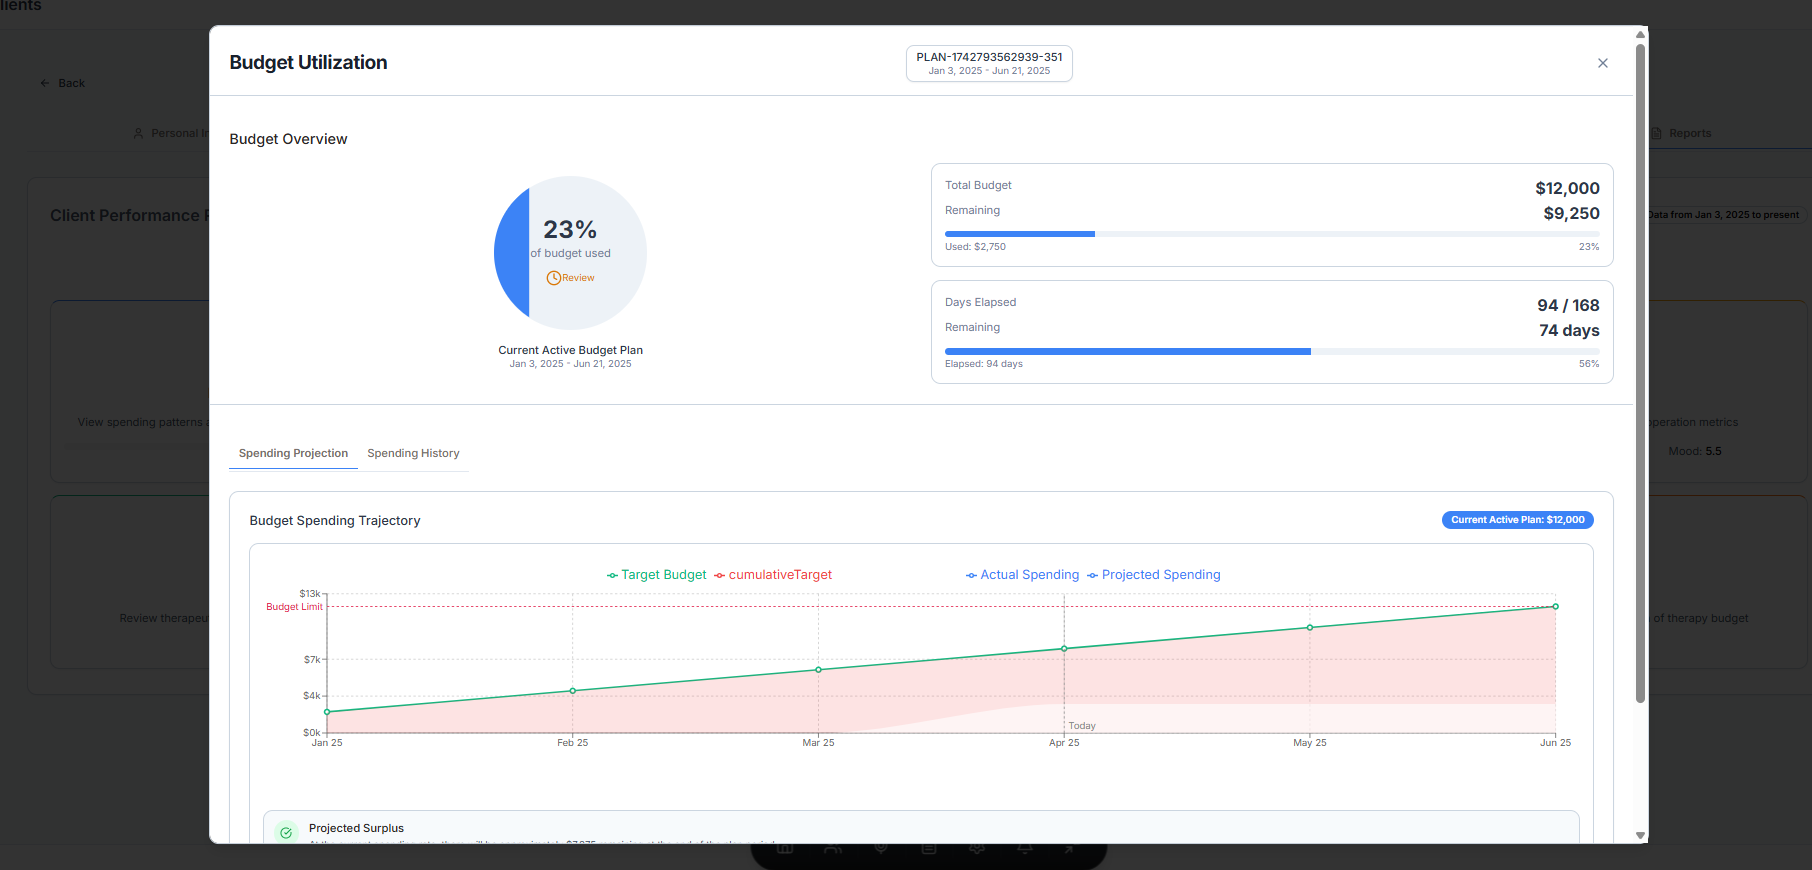 lients
Back
Personal In
Reports
Client Performance R
Data from Jan 3, 2025 to present
View spending patterns a
operation metrics
Mood: 5.5
Review therapeu
of therapy budget
Budget Utilization
PLAN-1742793562939-351
Jan 3, 2025 - Jun 21, 2025
Budget Overview
23%
of budget used
Review
Current Active Budget Plan
Jan 3, 2025 - Jun 21, 2025
Total Budget
$12,000
Remaining
$9,250
Used: $2,750
23%
Days Elapsed
94 / 168
Remaining
74 days
Elapsed: 94 days
56%
Spending Projection
Spending History
Budget Spending Trajectory
Current Active Plan: $12,000
Target Budget
cumulativeTarget
Actual Spending
Projected Spending
$13k
Budget Limit
$7k
$4k
$0k
Today
Jan 25
Feb 25
Mar 25
Apr 25
May 25
Jun 25
Projected Surplus